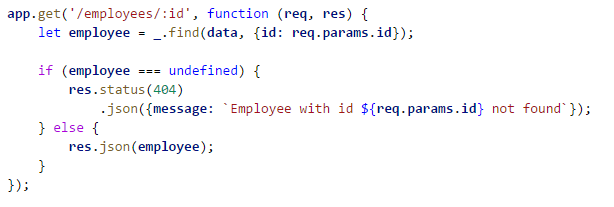 app.get('/employees/:id', function (req, res) {
    let employee = _.find(data, {id: req.params.id});

    if (employee === undefined) {
        res.status(404)
            .json({message: `Employee with id ${req.params.id} not found`});
    } else {
        res.json(employee);
    }
});